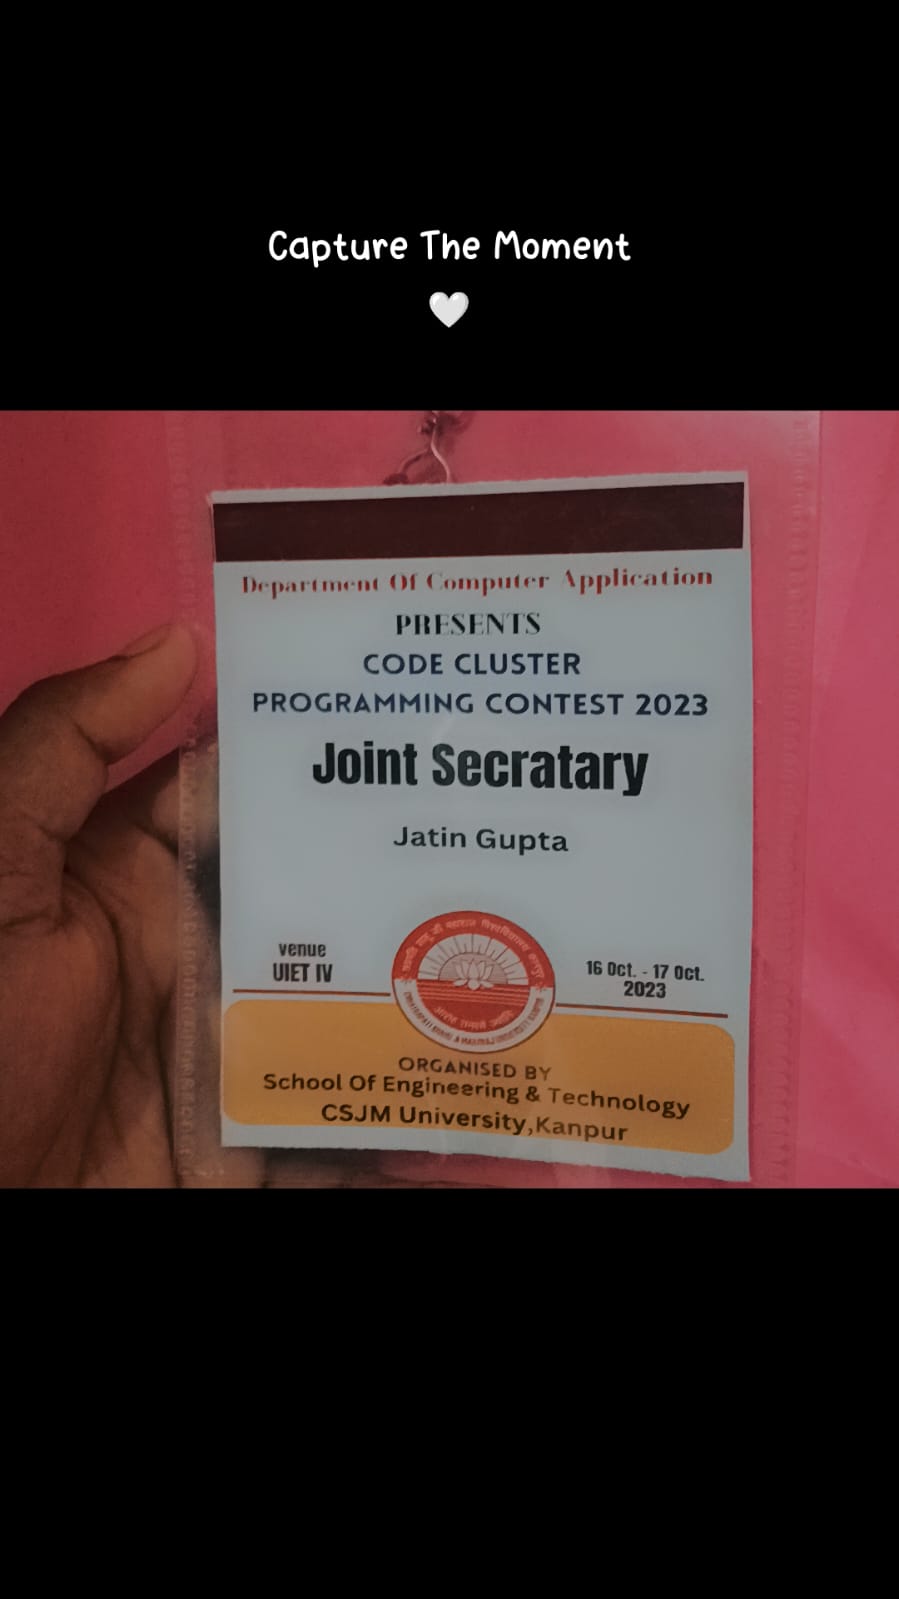 Capture The Moment
🤍
Department Of Computer Application
PRESENTS
CODE CLUSTER
PROGRAMMING CONTEST 2023
Joint Secratary
Jatin Gupta
venue
UIET IV
16 Oct. - 17 Oct.
2023
ORGANISED BY
School Of Engineering & Technology
CSJM University,Kanpur